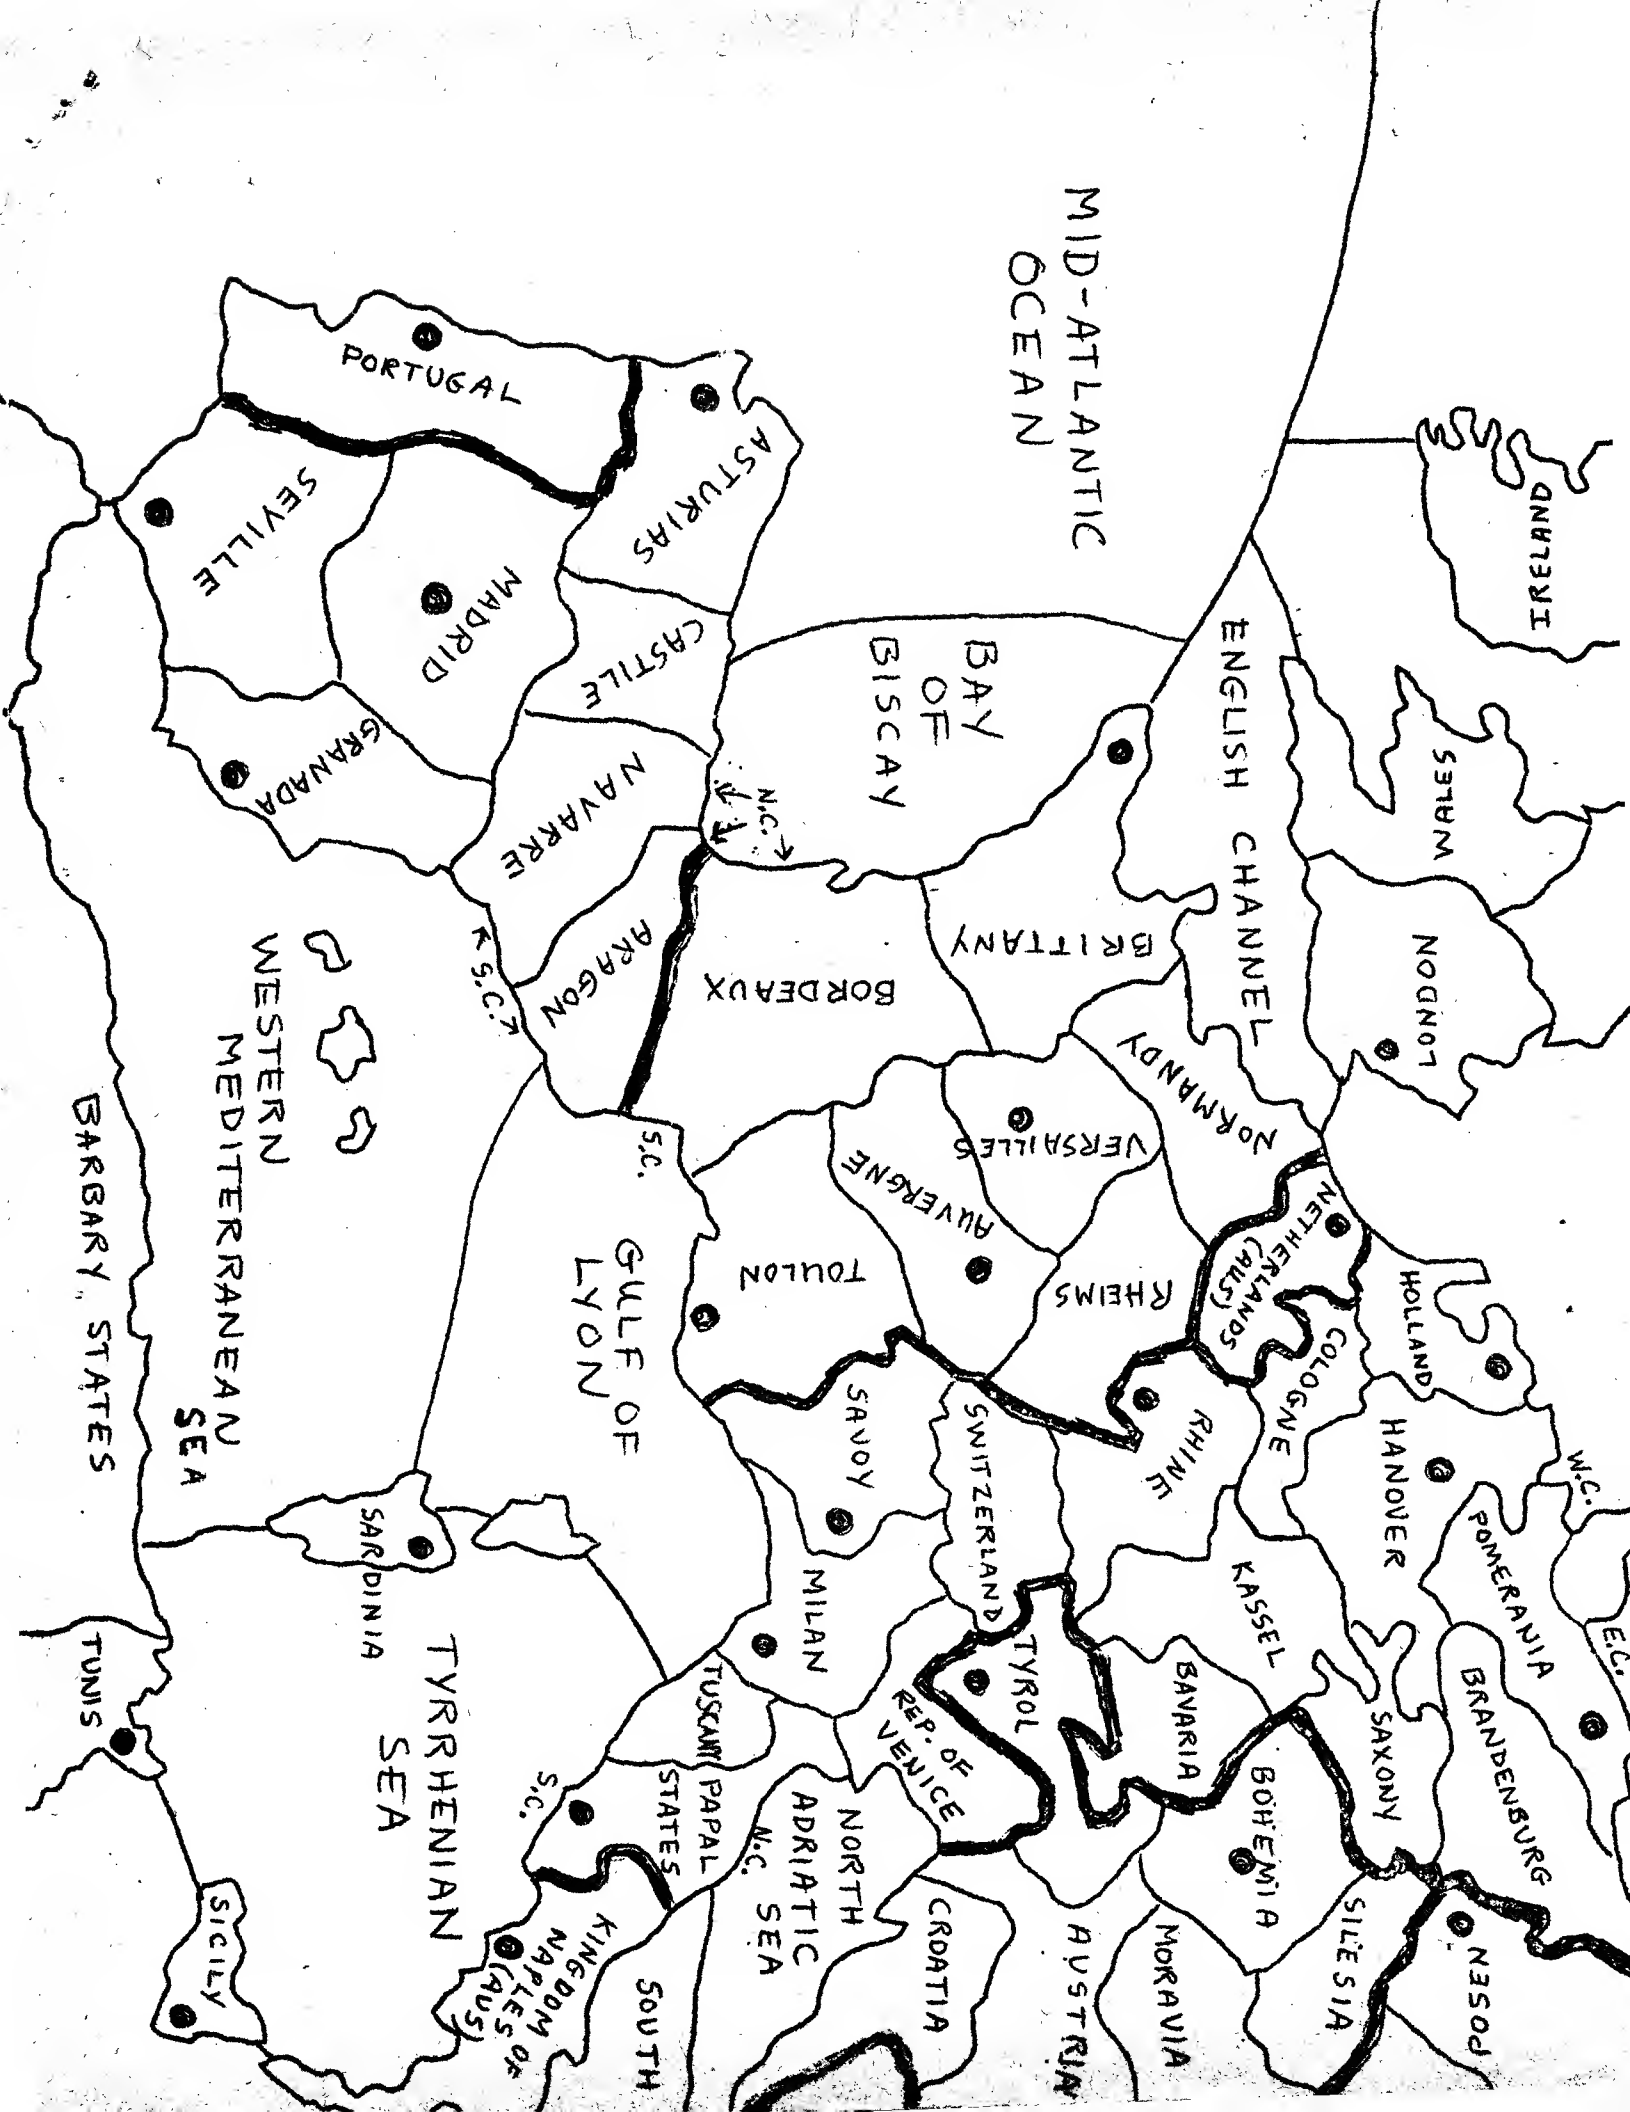 MID-ATLANTIC
OCEAN
IRELAND
WHALES
LONDON
ENGLISH CHANNEL
BAY
OF
BISCAY
N.C.
PORTUGAL
ASTURIAS
SEVILLE
MADRID
CASTILE
GRANADA
NAVARRE
ARAGON
S.C.
BORDEAUX
BRITTANY
NORMANDY
VERSAILLES
AUVERGNE
TOULON
RHEIMS
S.C.
NETHERLANDS
(AUS)
HOLLAND
COLOGNE
RHINE
HANOVER
W.C.
E.C.
POMERANIA
BRANDENBURG
KASSEL
SAXONY
BAVARIA
BOHEMIA
SILESIA
POSEN
MORAVIA
AUSTRIA
TYROL
SWITZERLAND
SAVOY
MILAN
REP. OF
VENICE
TUSCANY
PAPAL
STATES
S.C.
N.C.
NORTH
ADRIATIC
SEA
CROATIA
SOUTH
KINGDOM OF
NAPLES
(AUS)
SICILY
GULF OF
LYON
WESTERN
MEDITERRANEAN
SEA
BARBARY STATES
SARDINIA
TYRRHENIAN
SEA
TUNIS